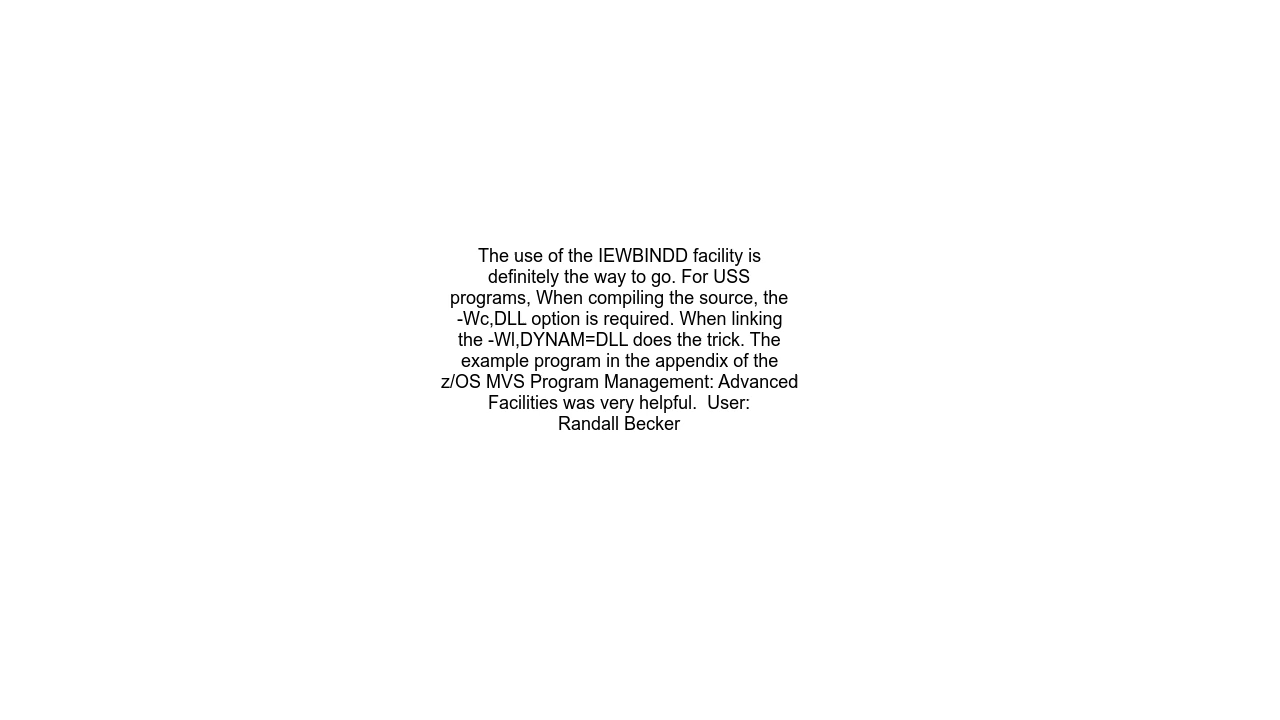 The use of the IEWBINDD facility is
definitely the way to go. For USS
programs, When compiling the source, the
-Wc,DLL option is required. When linking
the -Wl,DYNAM=DLL does the trick. The
example program in the appendix of the
z/OS MVS Program Management: Advanced
Facilities was very helpful.  User:
Randall Becker